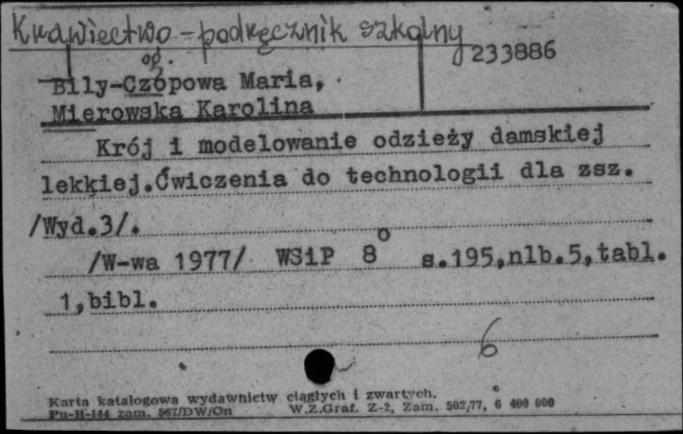 Krawiectwo - podręcznik szkolny
og. 233886
Biły-Czopowa Maria,
Mierowska Karolina
Krój i modelowanie odzieży damskiej
lekkiej.Ćwiczenia do technologii dla zsz.
/Wyd.3/.
/W-wa 1977/ WSiP 8o s.195,nlb.5,tabl.
1,bibl.
6
Karta katalogowa wydawnictw ciągłych i zwartych.
Pu-B-144 zam. 567/DW/On W.Z.Graf. Z-2, Zam. 502/77, 6 400 000